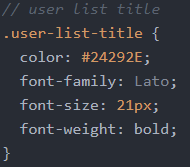 // user list title
.user-list-title {
  color: #24292E;
  font-family: Lato;
  font-size: 21px;
  font-weight: bold;
}